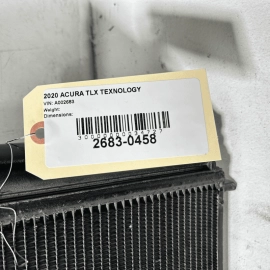 2020 ACURA TLX TEXNOLOGY
VIN: A002683
Weight:
Dimensions:
2683-0458